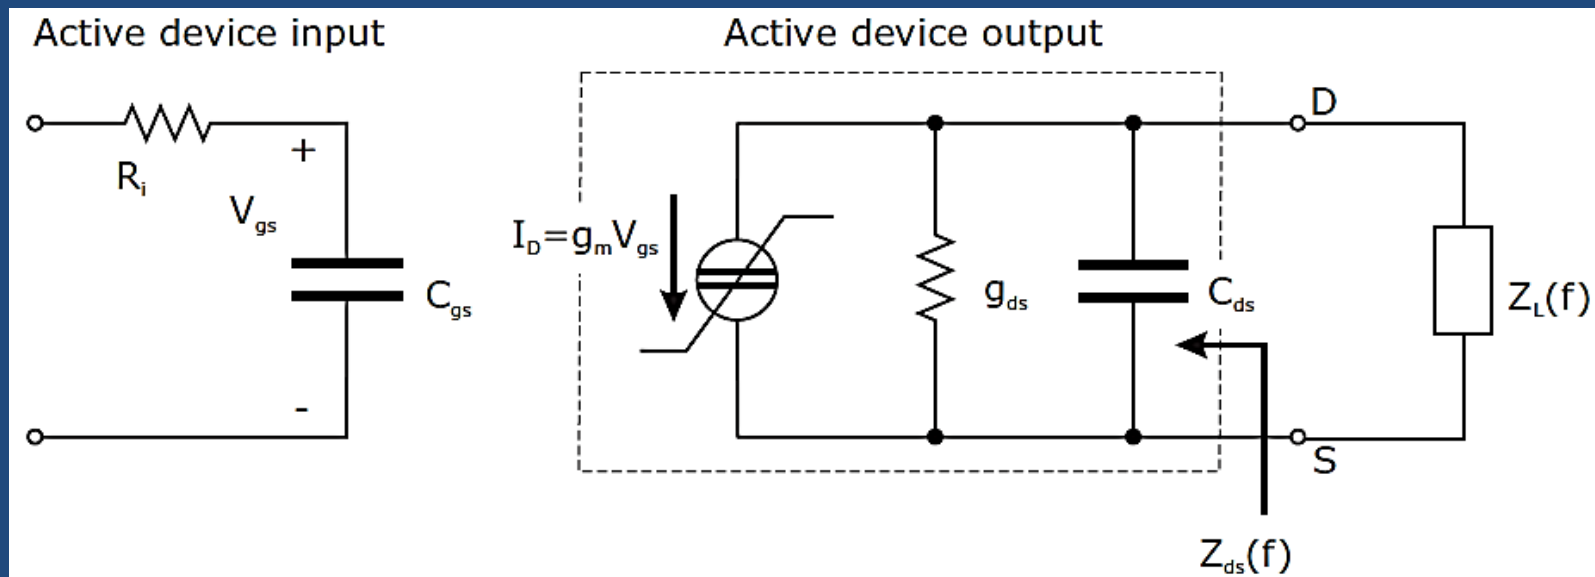 Active device input
Active device output
R_i
+
V_gs
-
C_gs
I_D=g_mV_gs
g_ds
C_ds
D
S
Z_L(f)
Z_ds(f)